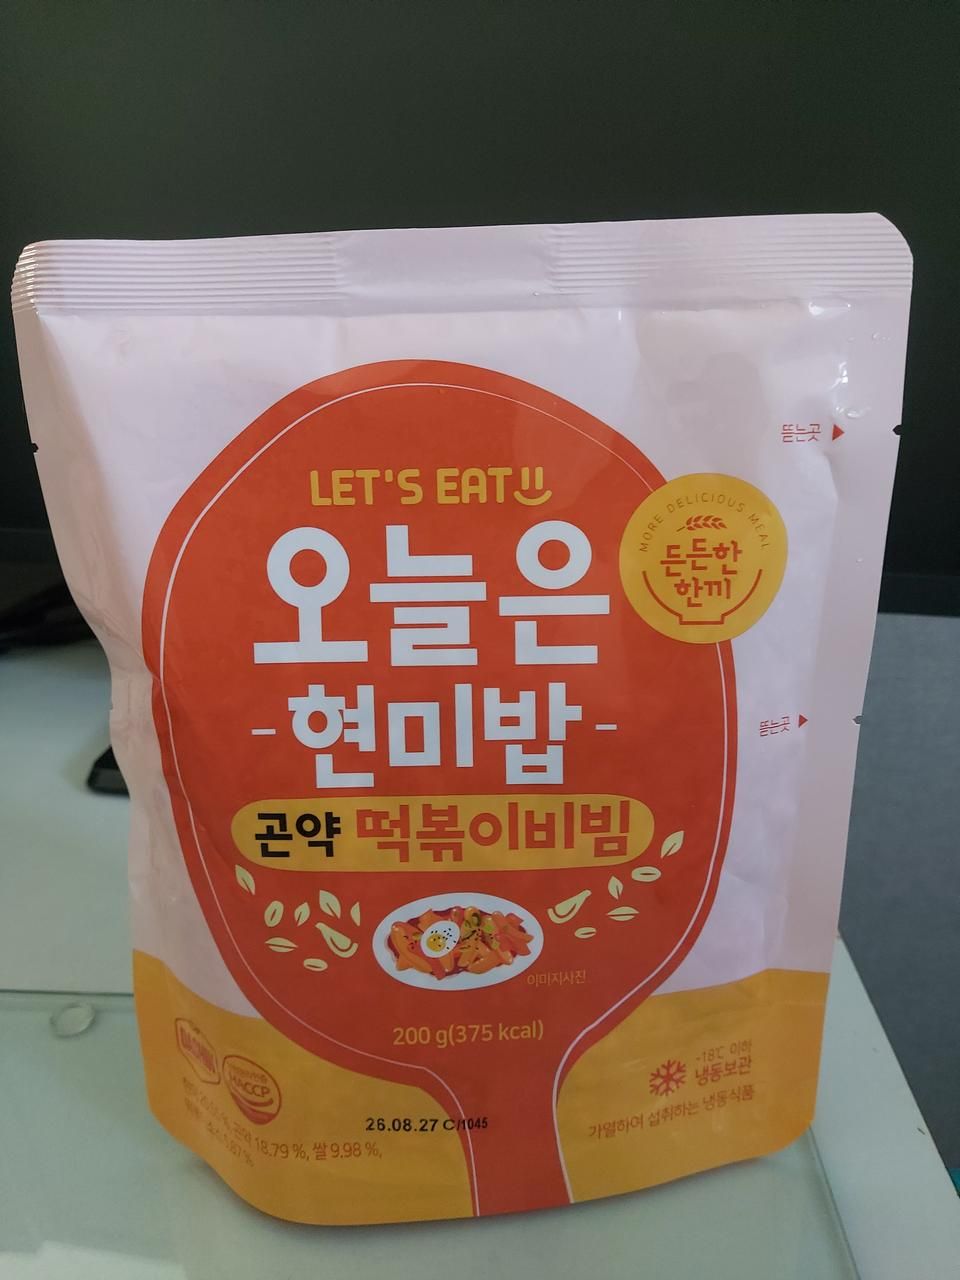 뜯는곳
LET'S EAT
MORE DELICIOUS MEAL
든든한
한끼
오늘은
-현미밥-
뜯는곳
곤약 떡볶이비빔
이미지사진
200 g(375 kcal)
DAESHIN
HACCP
-18℃ 이하
냉동보관
가열하여 섭취하는 냉동식품
26.08.27 C/1045
곤약 18.79 %, 쌀 9.98 %,